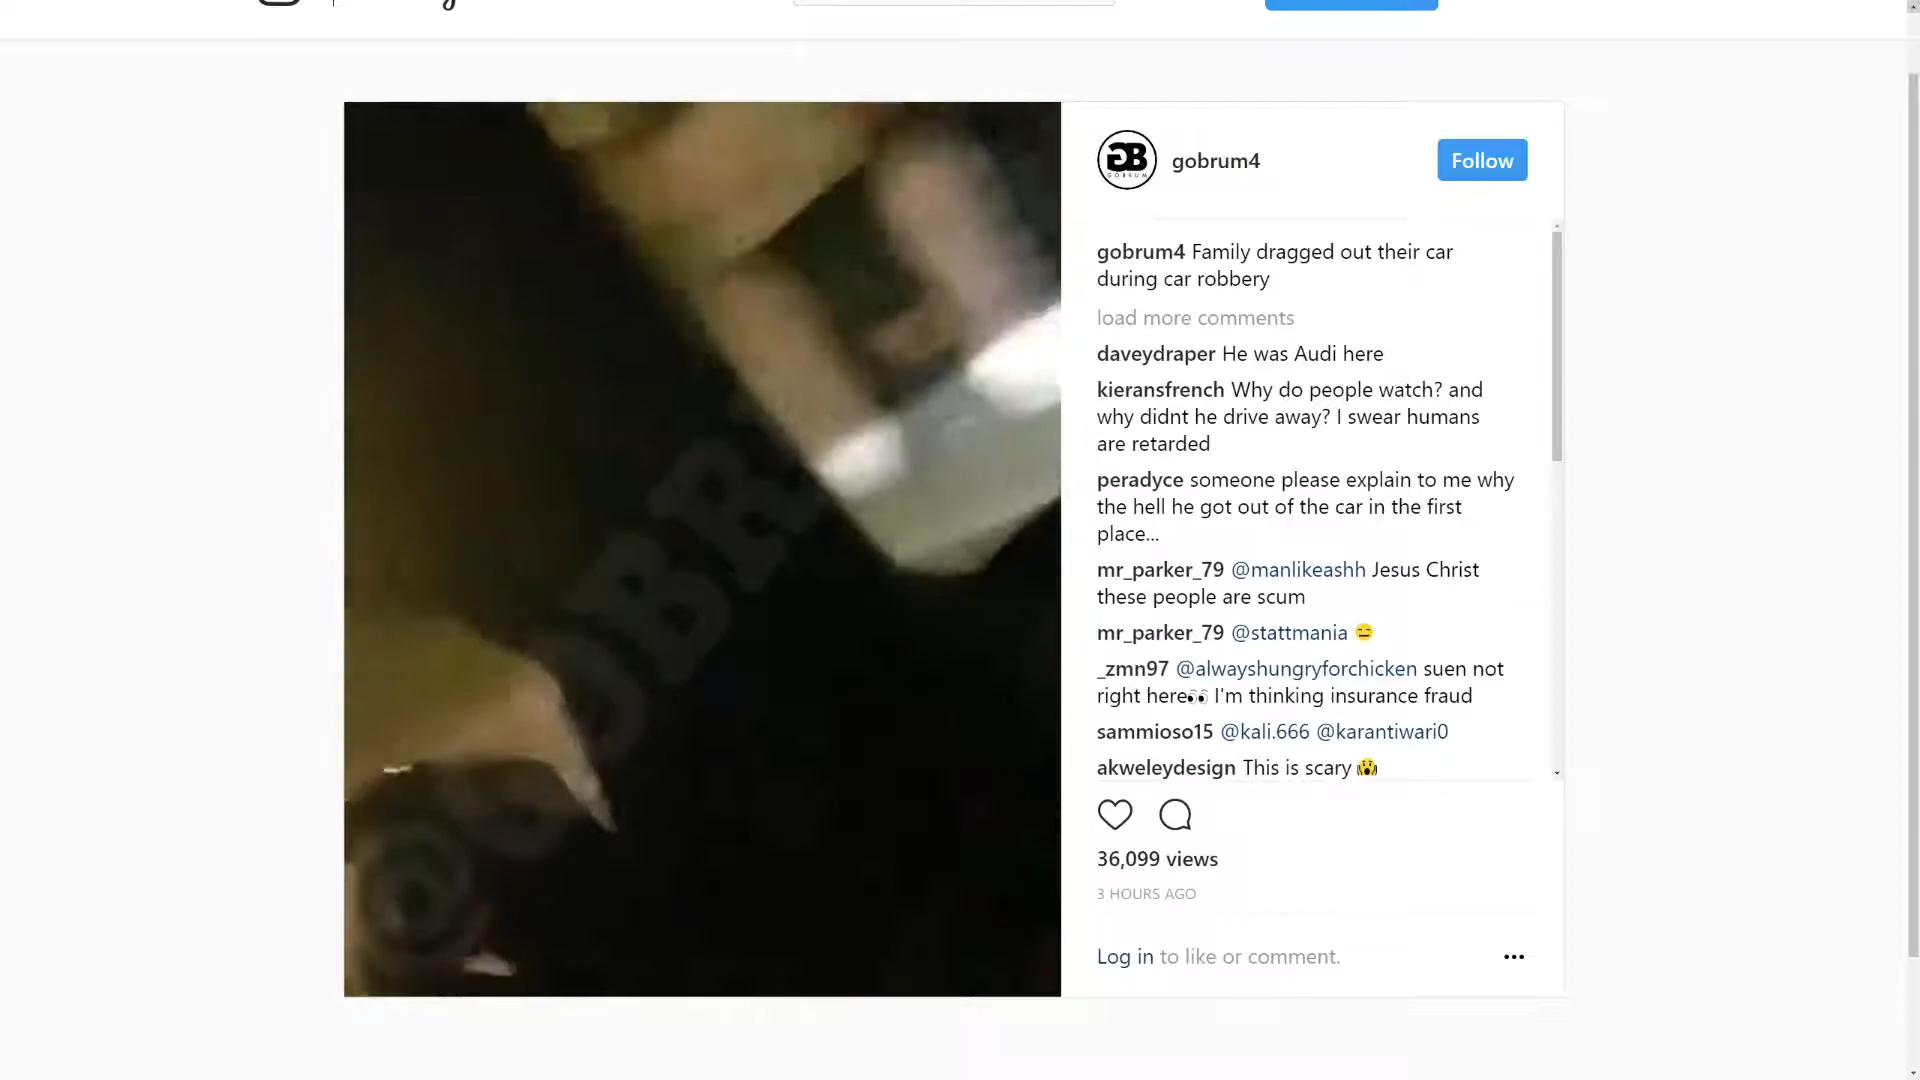 GB
GOBRUM
gobrum4
Follow
gobrum4 Family dragged out their car
during car robbery
load more comments
daveydraper He was Audi here
kieransfrench Why do people watch? and
why didnt he drive away? I swear humans
are retarded
peradyce someone please explain to me why
the hell he got out of the car in the first
place...
mr_parker_79 @manlikeashh Jesus Christ
these people are scum
mr_parker_79 @stattmania 😑
_zmn97 @alwayshungryforchicken suen not
right here👀 I'm thinking insurance fraud
sammioso15 @kali.666 @karantiwari0
akweleydesign This is scary 😱
36,099 views
3 HOURS AGO
Log in to like or comment.